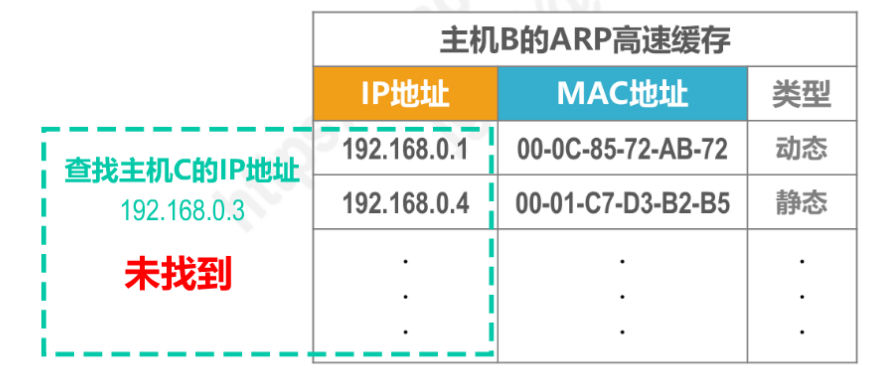 主机B的ARP高速缓存
IP地址 MAC地址 类型
192.168.0.1 00-0C-85-72-AB-72 动态
192.168.0.4 00-01-C7-D3-B2-B5 静态
. . .
. . .
. . .
查找主机C的IP地址
192.168.0.3
未找到